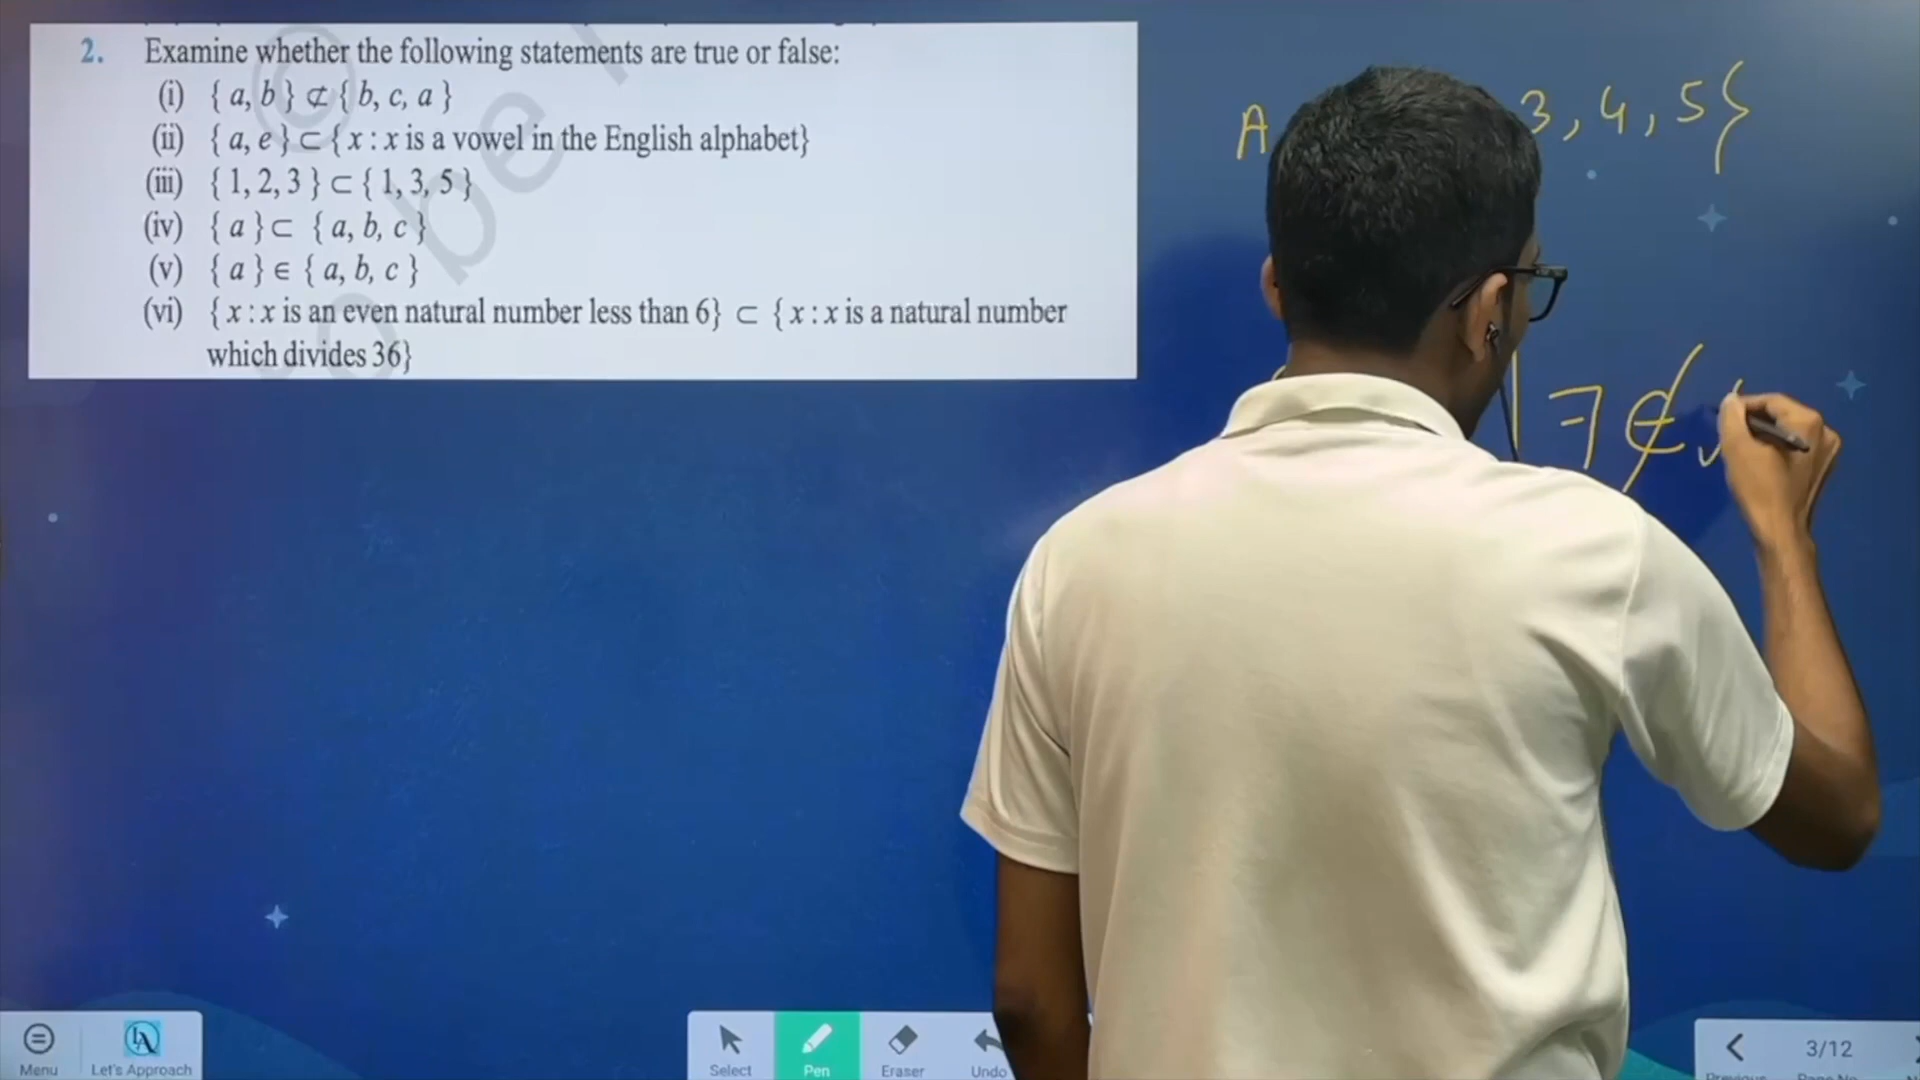 2. Examine whether the following statements are true or false:
(i) { a, b } ⊄ { b, c, a }
(ii) { a, e } ⊂ { x : x is a vowel in the English alphabet}
(iii) { 1, 2, 3 } ⊂ { 1, 3, 5 }
(iv) { a } ⊂ { a, b, c }
(v) { a } ∈ { a, b, c }
(vi) { x : x is an even natural number less than 6} ⊂ { x : x is a natural number
which divides 36}
A 3, 4, 5}
7 ∉
Menu Let's Approach Select Pen Eraser Undo 3/12